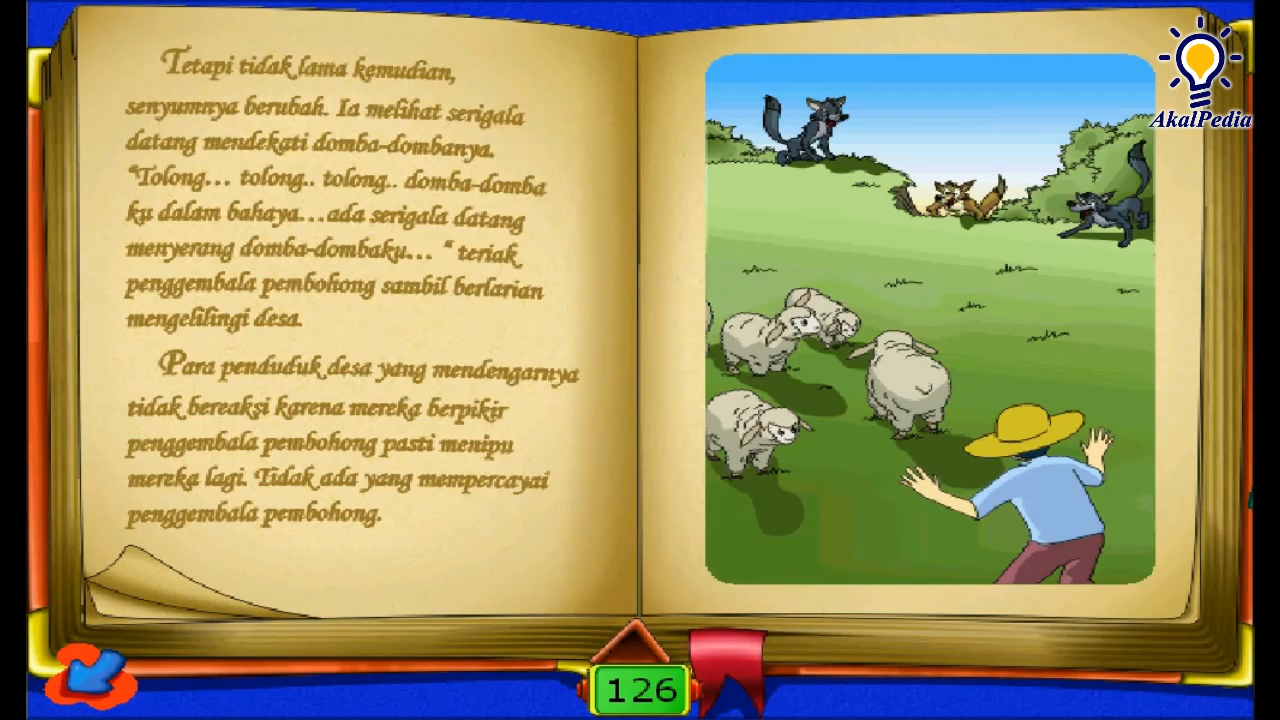 Tetapi tidak lama kemudian,
senyumnya berubah. Ia melihat serigala
datang mendekati domba-dombanya.
"Tolong... tolong.. tolong.. domba-domba
ku dalam bahaya...ada serigala datang
menyerang domba-dombaku... " teriak
penggembala pembohong sambil berlarian
mengelilingi desa.
Para penduduk desa yang mendengarnya
tidak bereaksi karena mereka berpikir
penggembala pembohong pasti menipu
mereka lagi. Tidak ada yang mempercayai
penggembala pembohong.
AkalPedia
126